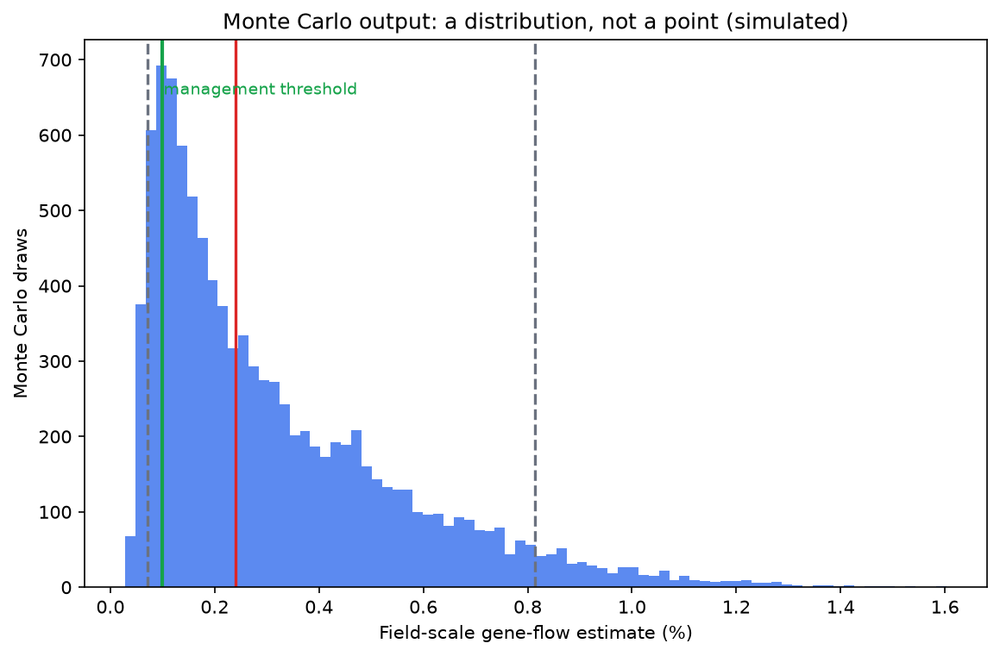 Monte Carlo output: a distribution, not a point (simulated)
700
600
500
400
300
200
100
0
Monte Carlo draws
management threshold
0.0 0.2 0.4 0.6 0.8 1.0 1.2 1.4 1.6
Field-scale gene-flow estimate (%)